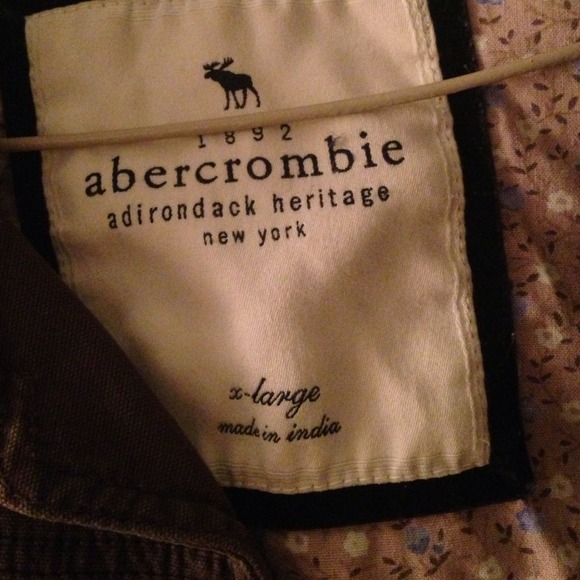 1892
abercrombie
adirondack heritage
new york
x-large
made in india